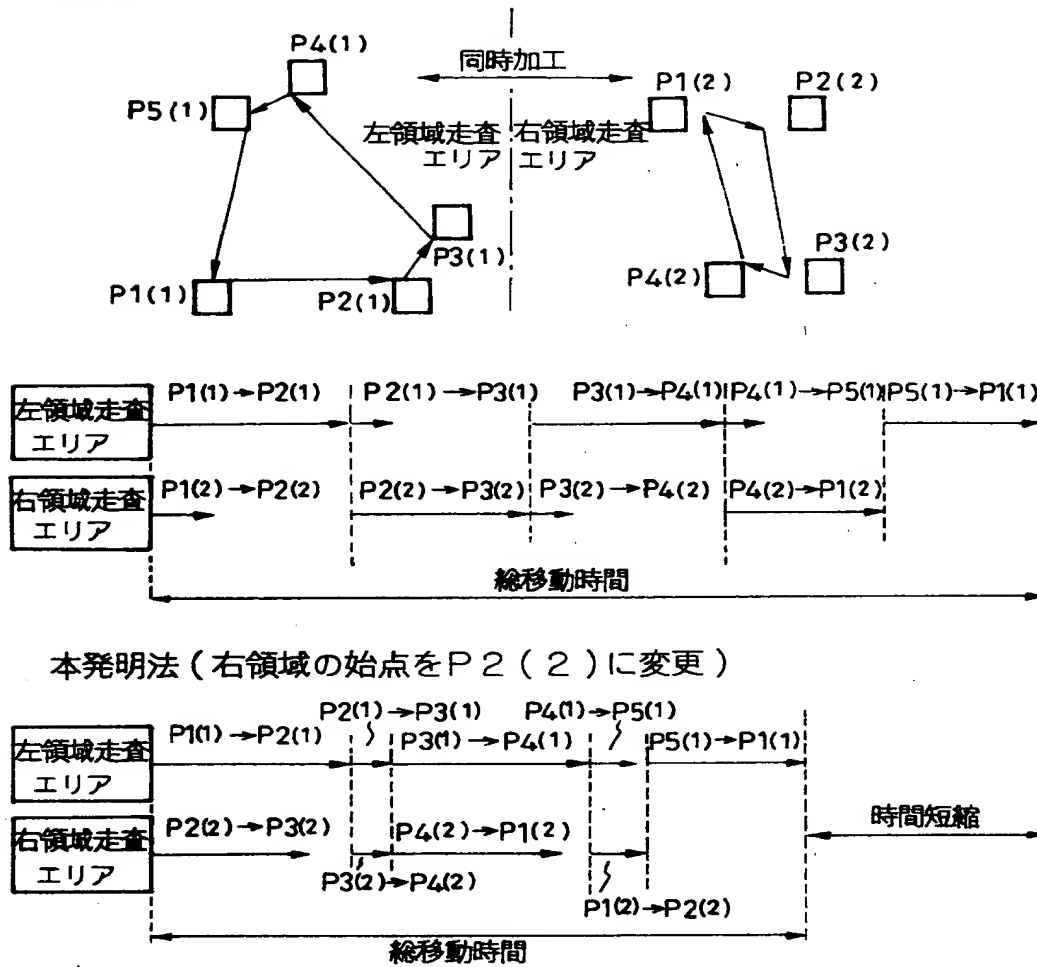 P4(1)
同時加工
P1(2)
P2(2)
P5(1)
左領域走査
エリア
右領域走査
エリア
P3(1)
P3(2)
P1(1)
P2(1)
P4(2)
左領域走査
エリア
P1(1)→P2(1)
P2(1)→P3(1)
P3(1)→P4(1)
P4(1)→P5(1)
P5(1)→P1(1)
右領域走査
エリア
P1(2)→P2(2)
P2(2)→P3(2)
P3(2)→P4(2)
P4(2)→P1(2)
総移動時間
本発明法(右領域の始点をP2(2)に変更)
P2(1)→P3(1)
P4(1)→P5(1)
左領域走査
エリア
P1(1)→P2(1)
P3(1)→P4(1)
P5(1)→P1(1)
右領域走査
エリア
P2(2)→P3(2)
P4(2)→P1(2)
時間短縮
P3(2)→P4(2)
P1(2)→P2(2)
総移動時間